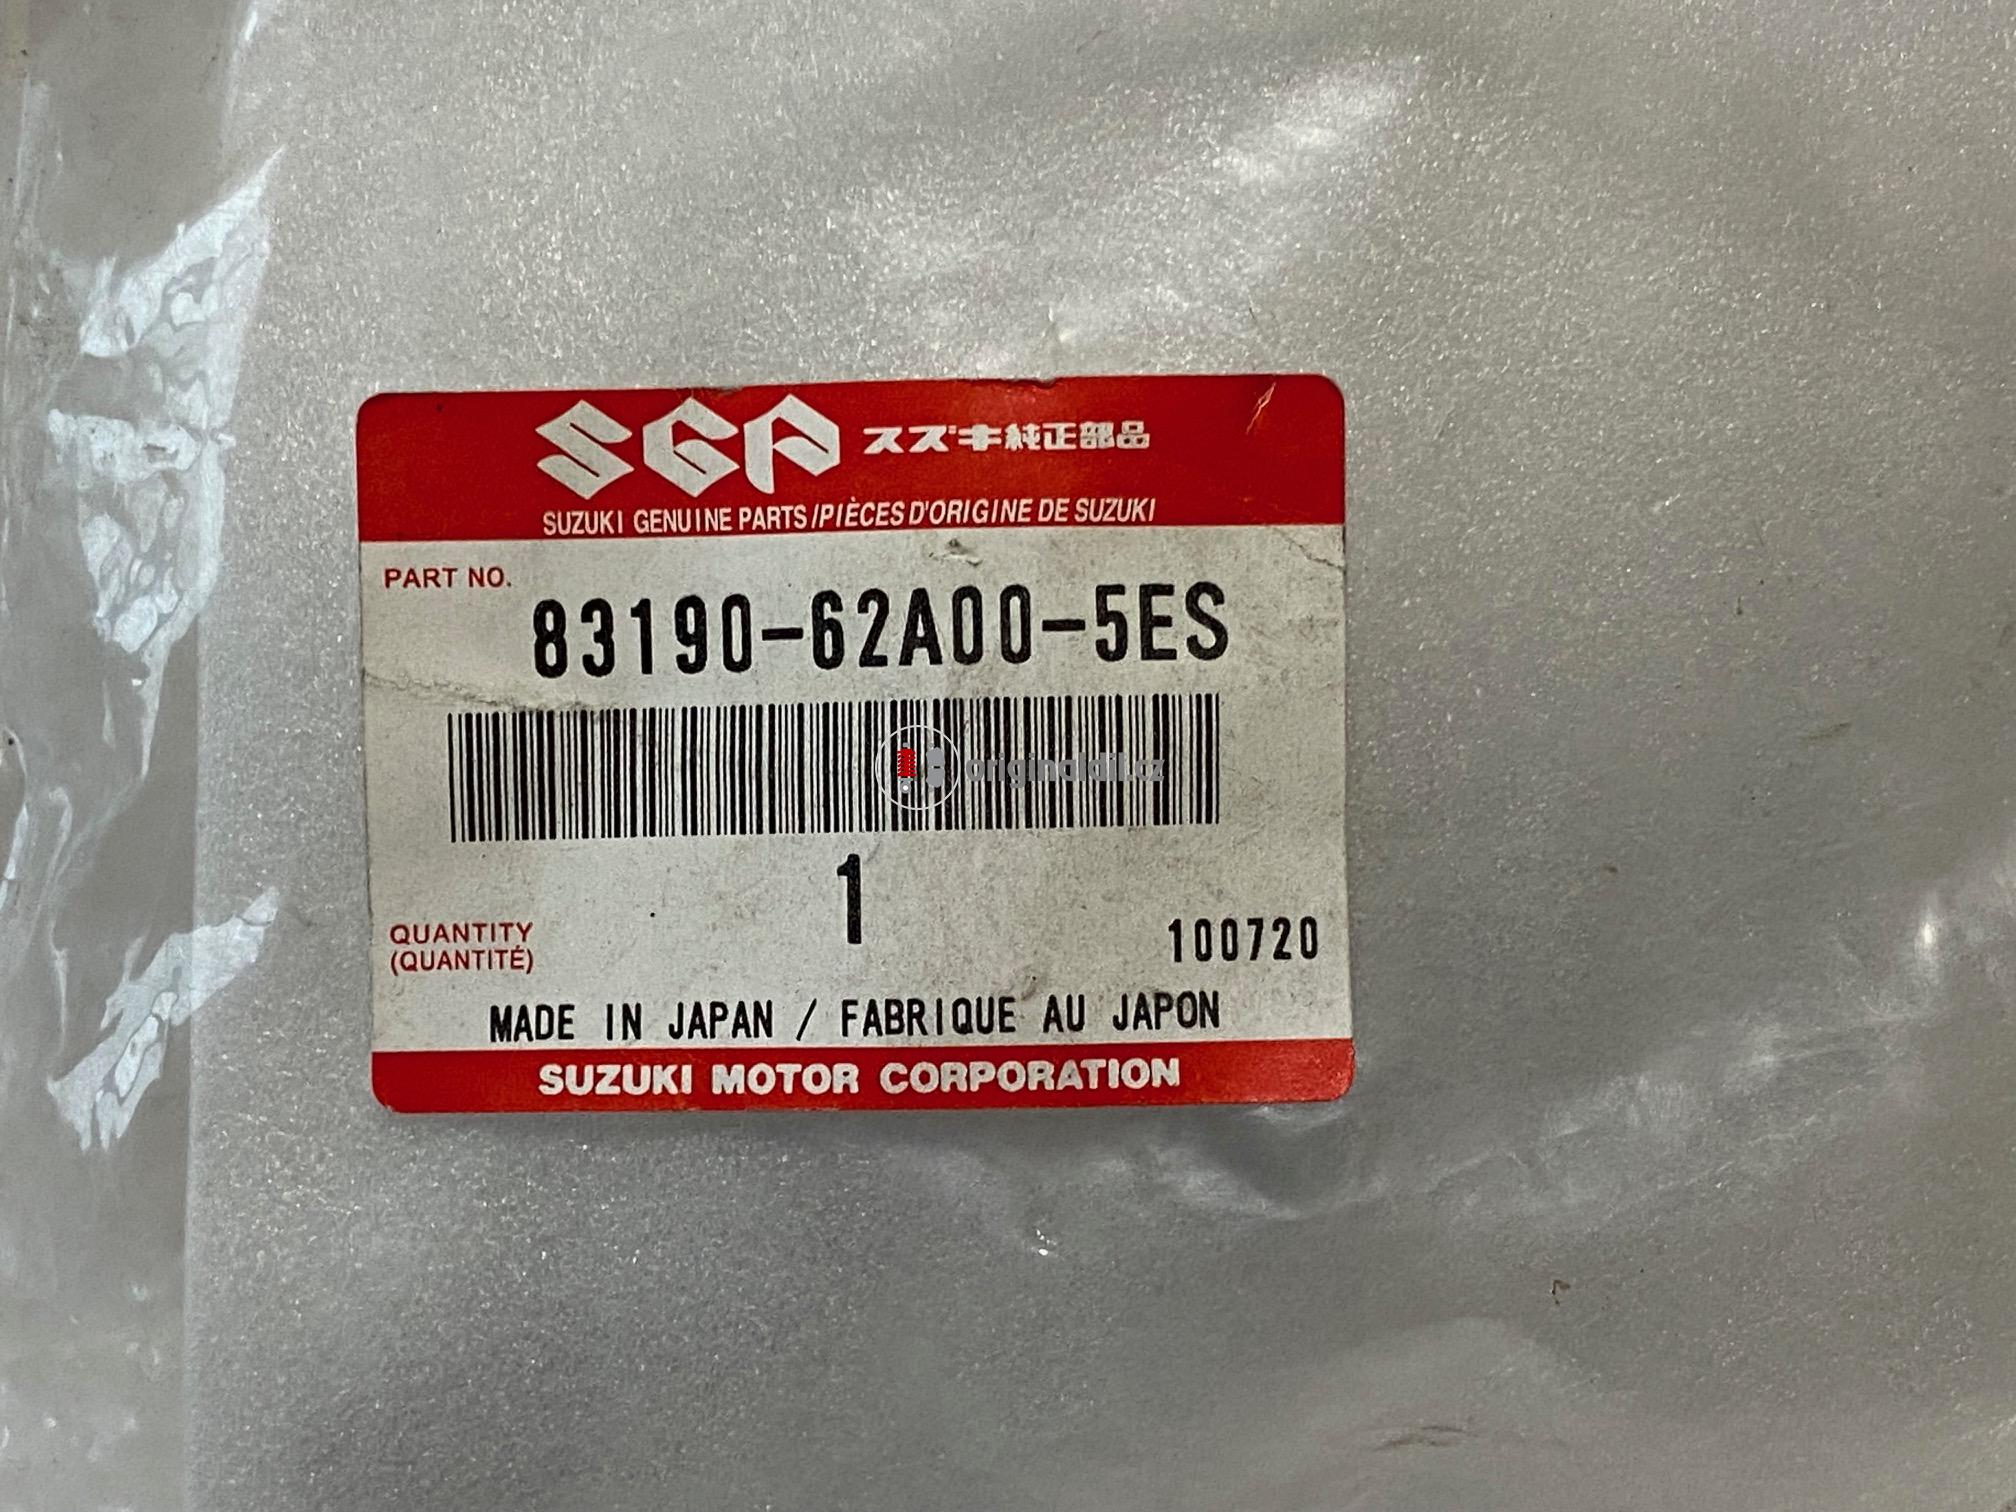 SGP スズキ純正部品
SUZUKI GENUINE PARTS/PIÈCES D'ORIGINE DE SUZUKI
PART NO.
83190-62A00-5ES
originaldil.cz
1
QUANTITY
(QUANTITÉ)
100720
MADE IN JAPAN / FABRIQUE AU JAPON
SUZUKI MOTOR CORPORATION